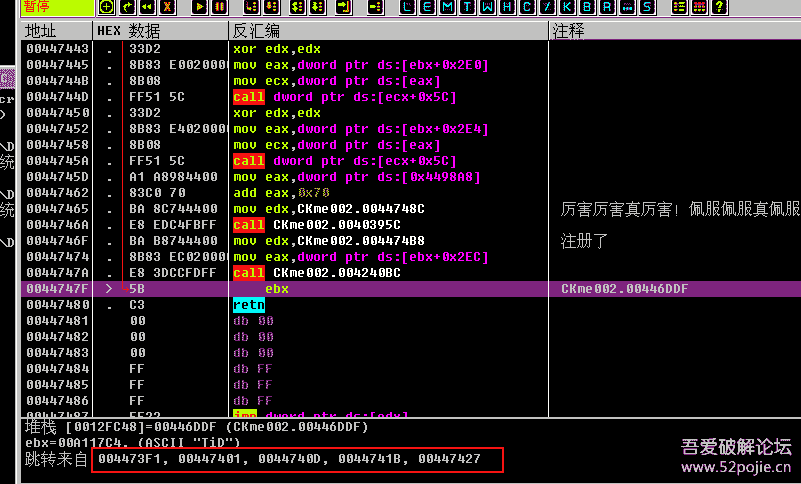 暂停 L E M T W H C / K B R ... S ?
地址 HEX 数据 反汇编 注释
00447443 . 33D2 xor edx,edx
00447445 . 8B83 E0020000 mov eax,dword ptr ds:[ebx+0x2E0]
0044744B . 8B08 mov ecx,dword ptr ds:[eax]
0044744D . FF51 5C call dword ptr ds:[ecx+0x5C]
00447450 . 33D2 xor edx,edx
00447452 . 8B83 E4020000 mov eax,dword ptr ds:[ebx+0x2E4]
00447458 . 8B08 mov ecx,dword ptr ds:[eax]
0044745A . FF51 5C call dword ptr ds:[ecx+0x5C]
0044745D . A1 A8984400 mov eax,dword ptr ds:[0x4498A8]
00447462 . 83C0 70 add eax,0x70
00447465 . BA 8C744400 mov edx,CKme002.0044748C 厉害厉害真厉害！佩服佩服真佩服
0044746A . E8 EDC4FBFF call CKme002.0040395C
0044746F . BA B8744400 mov edx,CKme002.004474B8 注册了
00447474 . 8B83 EC020000 mov eax,dword ptr ds:[ebx+0x2EC]
0044747A . E8 3DCCFDFF call CKme002.004240BC
0044747F > 5B ebx CKme002.00446DDF
00447480 . C3 retn
00447481 00 db 00
00447482 00 db 00
00447483 00 db 00
00447484 FF db FF
00447485 FF db FF
00447486 FF db FF
00447487 FF22 jmp dword ptr ds:[edx]
堆栈 [0012FC48]=00446DDF (CKme002.00446DDF)
ebx=00A117C4, (ASCII "TiD")
跳转来自 004473F1, 00447401, 0044740D, 0044741B, 00447427
吾爱破解论坛
www.52pojie.cn